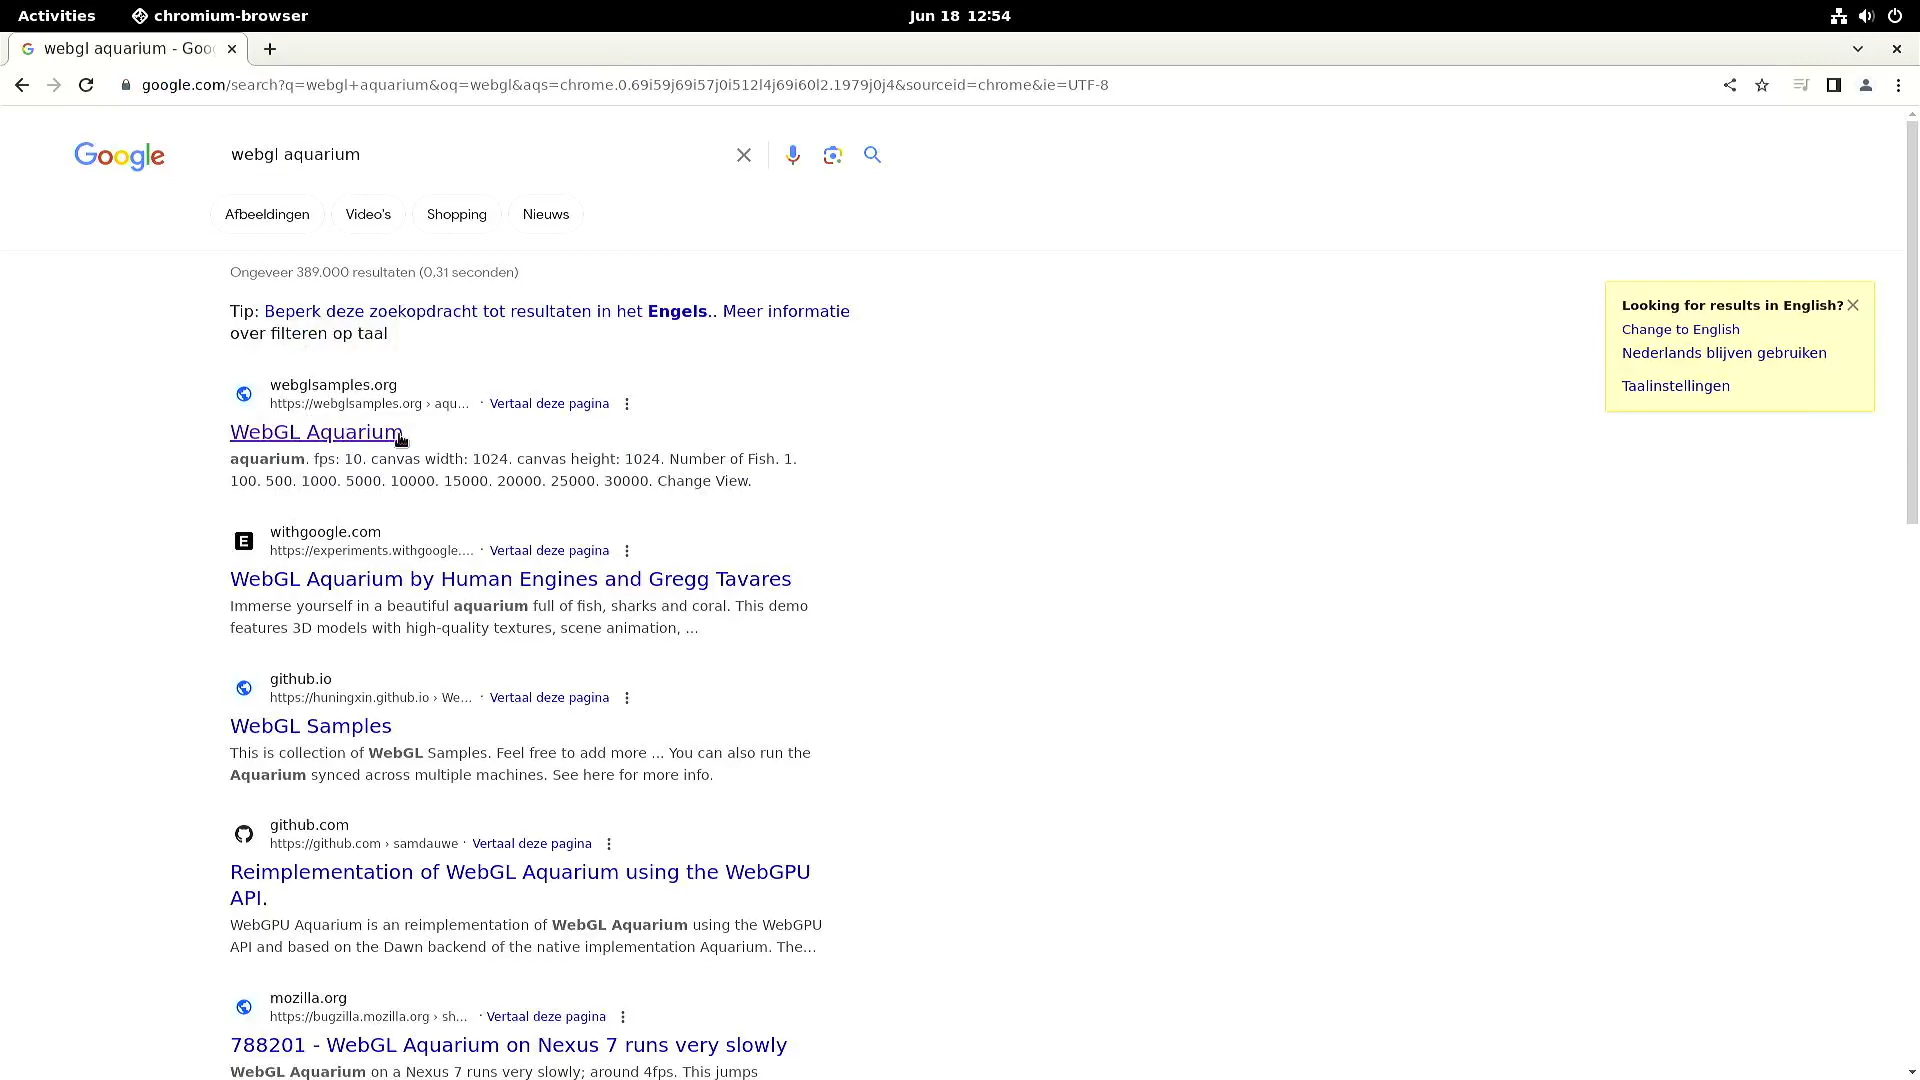 Activities chromium-browser Jun 18 12:54
webgl aquarium - Goo
google.com/search?q=webgl+aquarium&oq=webgl&aqs=chrome.0.69i59j69i57j0i512l4j69i60l2.1979j0j4&sourceid=chrome&ie=UTF-8
Google webgl aquarium
Afbeeldingen Video's Shopping Nieuws
Ongeveer 389.000 resultaten (0,31 seconden)
Tip: Beperk deze zoekopdracht tot resultaten in het Engels.. Meer informatie
over filteren op taal
Looking for results in English?
Change to English
Nederlands blijven gebruiken
Taalinstellingen
webglsamples.org
https://webglsamples.org › aqu... · Vertaal deze pagina
WebGL Aquarium
aquarium. fps: 10. canvas width: 1024. canvas height: 1024. Number of Fish. 1.
100. 500. 1000. 5000. 10000. 15000. 20000. 25000. 30000. Change View.
withgoogle.com
https://experiments.withgoogle.... · Vertaal deze pagina
WebGL Aquarium by Human Engines and Gregg Tavares
Immerse yourself in a beautiful aquarium full of fish, sharks and coral. This demo
features 3D models with high-quality textures, scene animation, ...
github.io
https://huningxin.github.io › We... · Vertaal deze pagina
WebGL Samples
This is collection of WebGL Samples. Feel free to add more ... You can also run the
Aquarium synced across multiple machines. See here for more info.
github.com
https://github.com › samdauwe · Vertaal deze pagina
Reimplementation of WebGL Aquarium using the WebGPU
API.
WebGPU Aquarium is an reimplementation of WebGL Aquarium using the WebGPU
API and based on the Dawn backend of the native implementation Aquarium. The...
mozilla.org
https://bugzilla.mozilla.org › sh... · Vertaal deze pagina
788201 - WebGL Aquarium on Nexus 7 runs very slowly
WebGL Aquarium on a Nexus 7 runs very slowly; around 4fps. This jumps